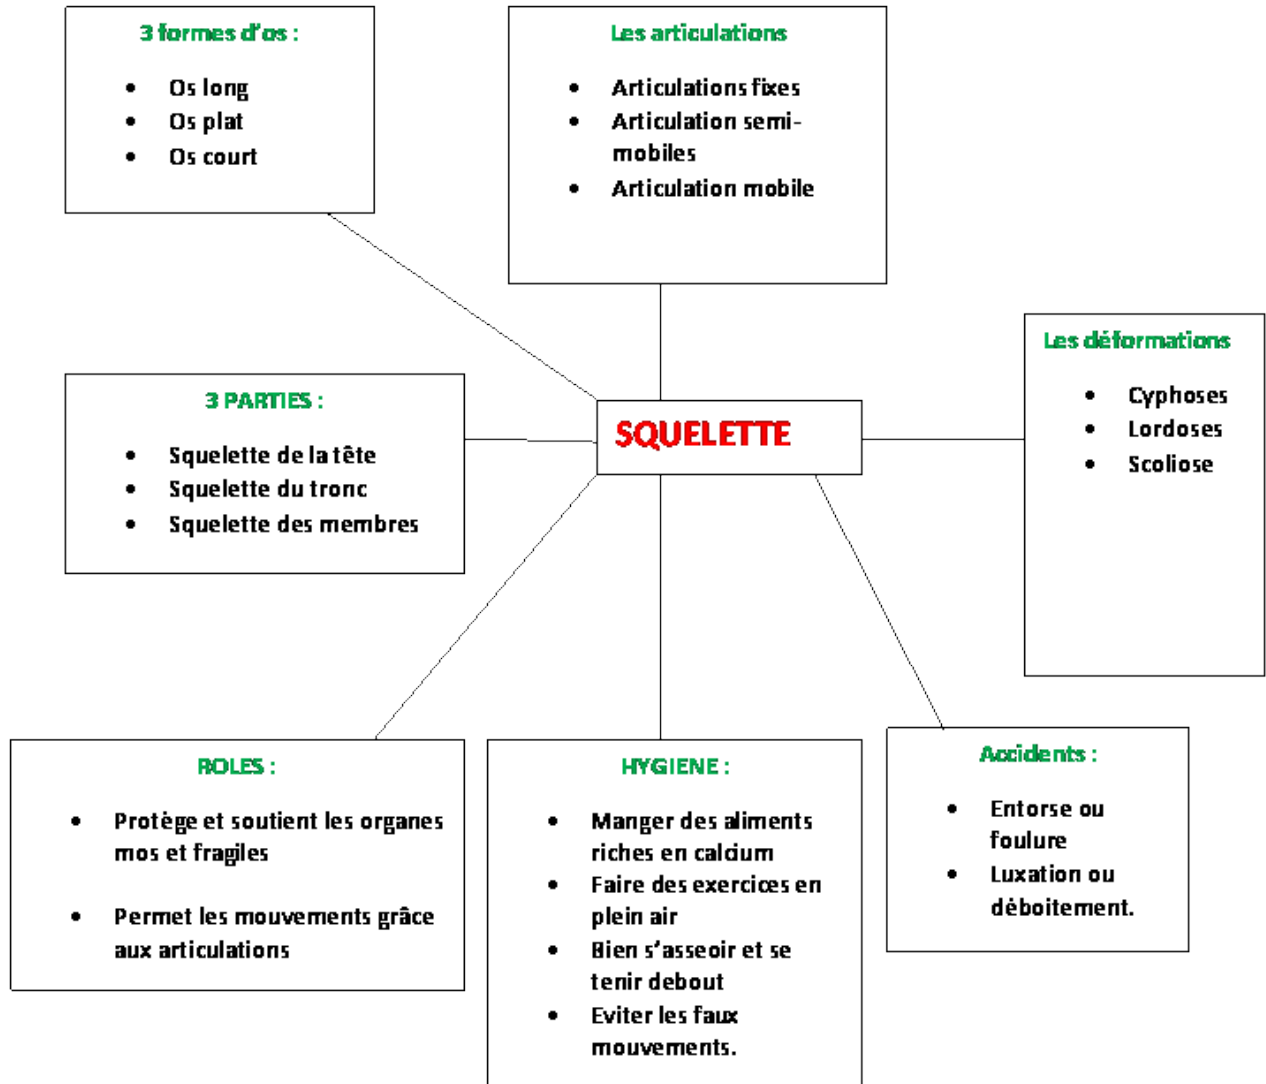 3 formes d'os :
• Os long
• Os plat
• Os court
Les articulations
• Articulations fixes
• Articulation semi-
mobiles
• Articulation mobile
Les déformations
• Cyphoses
• Lordoses
• Scoliose
3 PARTIES :
• Squelette de la tête
• Squelette du tronc
• Squelette des membres
SQUELETTE
ROLES :
• Protège et soutient les organes
mos et fragiles
• Permet les mouvements grâce
aux articulations
HYGIENE :
• Manger des aliments
riches en calcium
• Faire des exercices en
plein air
• Bien s'asseoir et se
tenir debout
• Eviter les faux
mouvements.
Accidents :
• Entorse ou
foulure
• Luxation ou
déboitement.